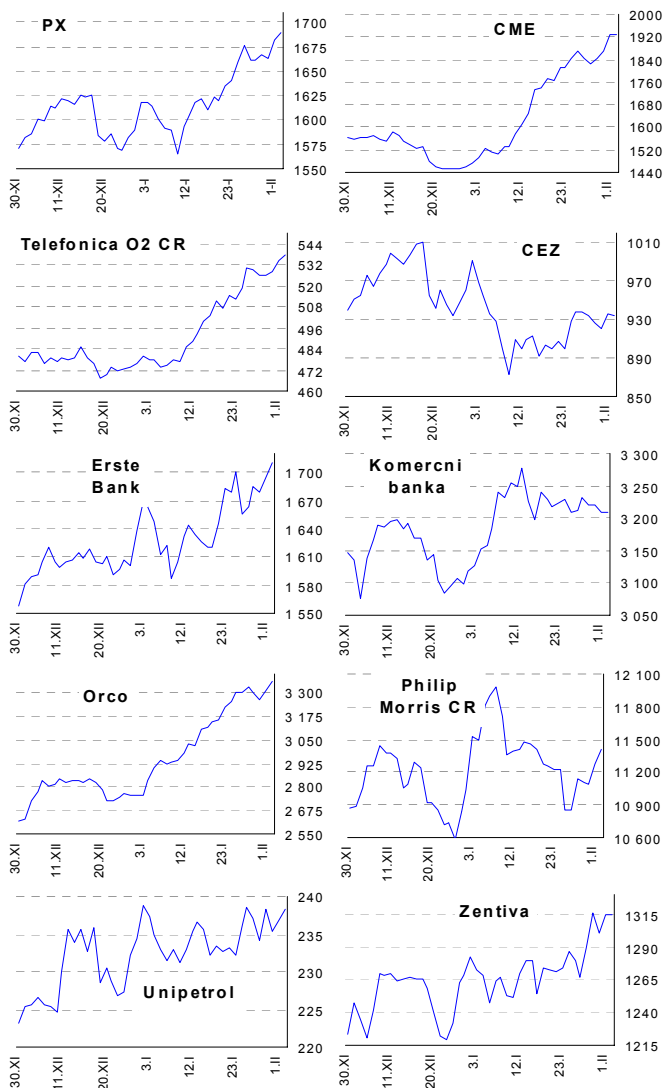 PX
1700
1675
1650
1625
1600
1575
1550
30-XI
11-XII
20.XII
3-I
12-I
23-I
1-II
CME
2000
1920
1840
1760
1680
1600
1520
1440
30.XI
11.XII
20.XII
3.I
12.I
23.I
1.II
Telefonica O2 CR
544
532
520
508
496
484
472
460
30.XI
11.XII
20.XII
3.I
12.I
23.I
1.II
CEZ
1010
970
930
890
850
30.XI
11.XII
20.XII
3.I
12.I
23.I
1.II
Erste
Bank
1 700
1 670
1 640
1 610
1 580
1 550
30.XI
11.XII
20.XII
3.I
12.I
23.I
1.II
Komercni
banka
3 300
3 250
3 200
3 150
3 100
3 050
30.XI
11.XII
20.XII
3.I
12.I
23.I
1.II
Orco
3 300
3 175
3 050
2 925
2 800
2 675
2 550
30.XI
11.XII
20.XII
3.I
12.I
23.I
1.II
Philip
Morris CR
12 100
11 800
11 500
11 200
10 900
10 600
30.XI
11.XII
20.XII
3.I
12.I
23.I
1.II
Unipetrol
240
235
230
225
220
30.XI
11.XII
20.XII
3.I
12.I
23.I
1.II
Zentiva
1315
1290
1265
1240
1215
30.XI
11.XII
20.XII
3.I
12.I
23.I
1.II